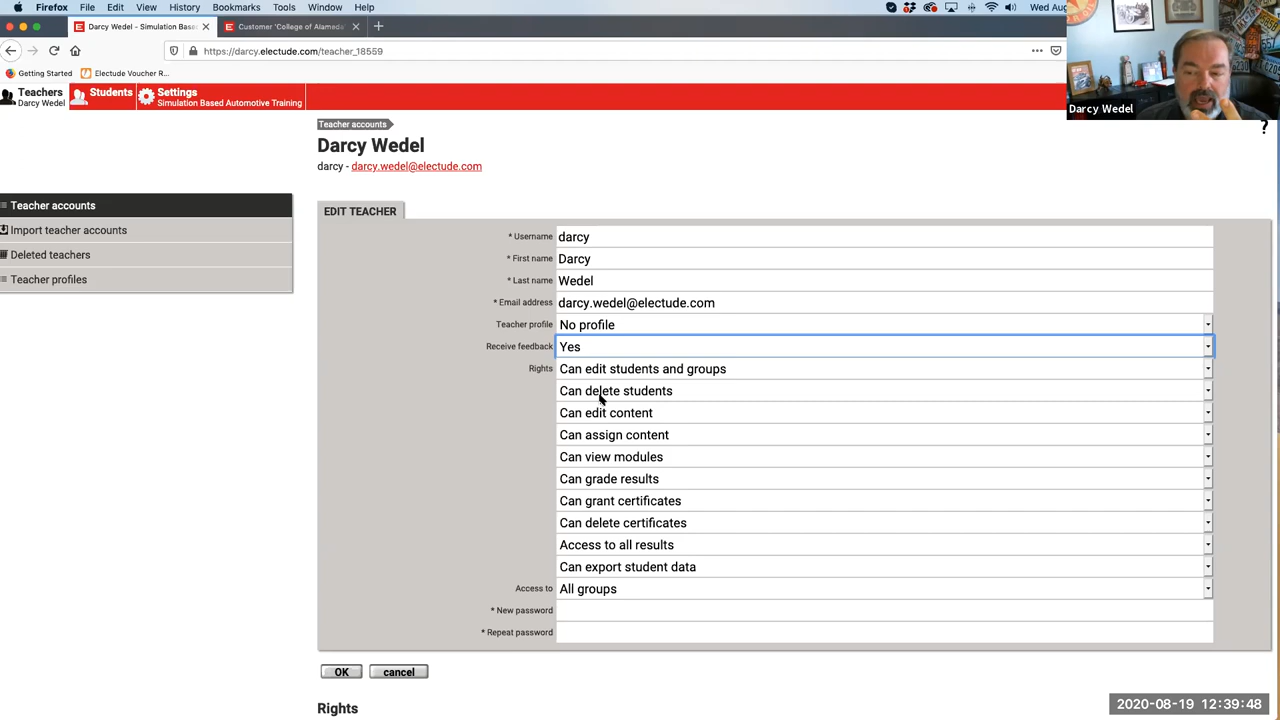 Firefox File Edit View History Bookmarks Tools Window Help Wed Aug
Darcy Wedel - Simulation Base
Customer 'College of Alameda'
https://darcy.electude.com/teacher_18559
Getting Started Electude Voucher R...
Teachers
Darcy Wedel
Students
Settings
Simulation Based Automotive Training
Darcy Wedel
?
Teacher accounts
Darcy Wedel
darcy - darcy.wedel@electude.com
Teacher accounts
Import teacher accounts
Deleted teachers
Teacher profiles
EDIT TEACHER
* Username darcy
* First name Darcy
* Last name Wedel
* Email address darcy.wedel@electude.com
Teacher profile No profile
Receive feedback Yes
Rights Can edit students and groups
Can delete students
Can edit content
Can assign content
Can view modules
Can grade results
Can grant certificates
Can delete certificates
Access to all results
Can export student data
Access to All groups
* New password
* Repeat password
OK cancel
Rights
2020-08-19 12:39:48